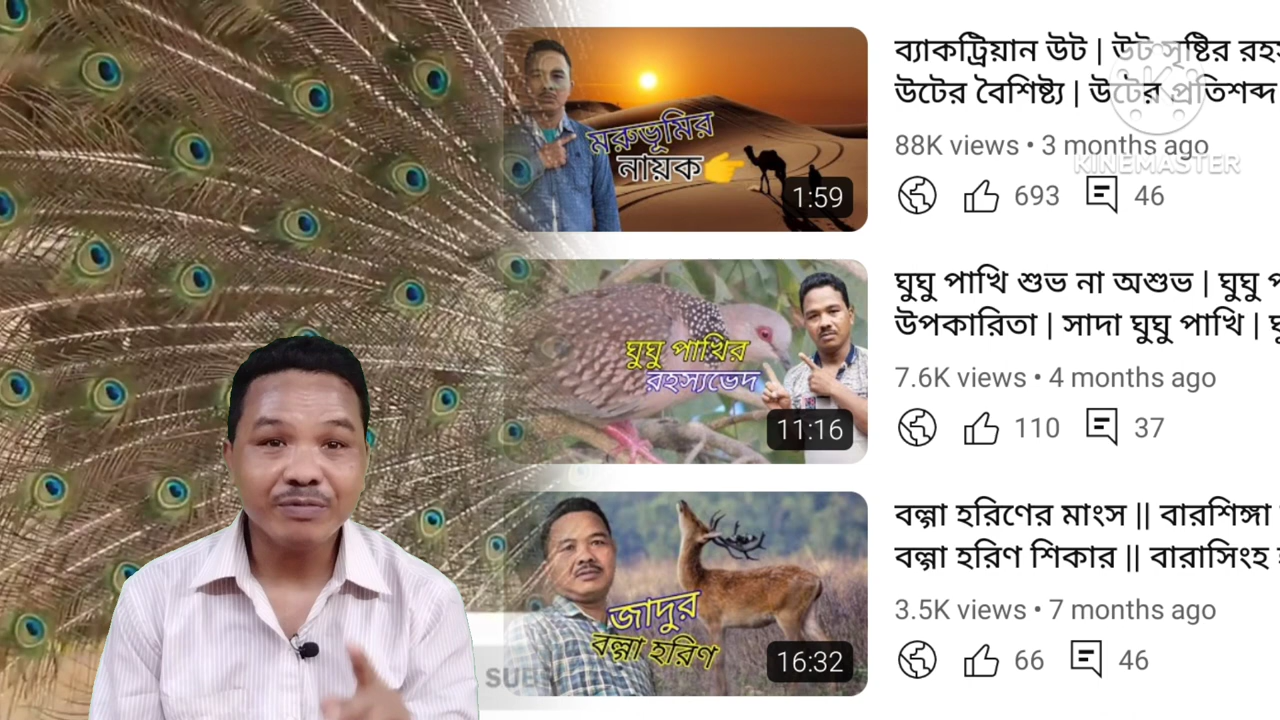 মরুভূমির
নায়ক
1:59
ব্যাকট্রিয়ান উট | উট সৃষ্টির
উটের বৈশিষ্ট্য | উটের প্রতিশব্দ
88K views • 3 months ago
KINEMASTER
693 46
ঘুঘু পাখির
রহস্যভেদ
11:16
ঘুঘু পাখি শুভ না অশুভ | ঘুঘু
উপকারিতা | সাদা ঘুঘু পাখি |
7.6K views • 4 months ago
110 37
জাদুর
বল্গা হরিণ
16:32
বল্গা হরিণের মাংস || বারশিঙ্গা
বল্গা হরিণ শিকার || বারাসিংহ
3.5K views • 7 months ago
66 46